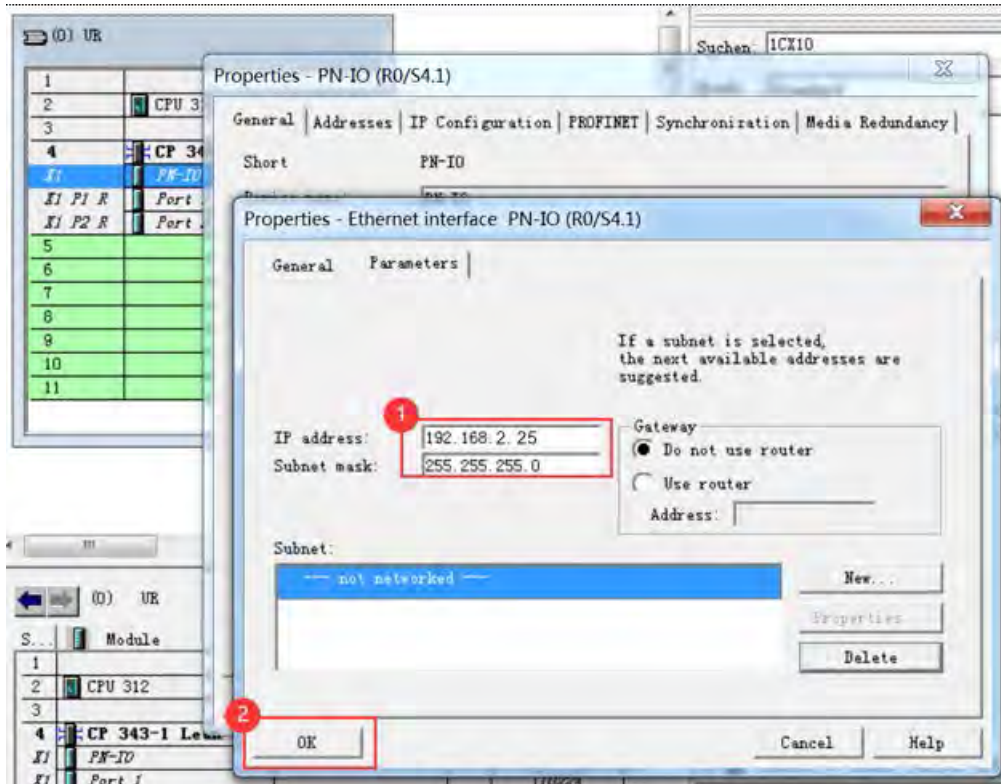 (0) UR
Suchen: 1CX10
1
2 CPU 3
3
4 CP 34
X1 PN-IO
X1 P1 R Port
X1 P2 R Port
5
6
7
8
9
10
11
Properties - PN-IO (R0/S4.1)
General Addresses IP Configuration PROFINET Synchronization Media Redundancy
Short PN-IO
Properties - Ethernet interface PN-IO (R0/S4.1)
General Parameters
If a subnet is selected,
the next available addresses are
suggested.
1
IP address: 192.168.2.25
Subnet mask: 255.255.255.0
Gateway
Do not use router
Use router
Address:
Subnet:
--- not networked ---
New...
Properties
Delete
2
OK
Cancel
Help
(0) UR
S... Module
1
2 CPU 312
3
4 CP 343-1 Lean
X1 PN-IO
X1 Port 1